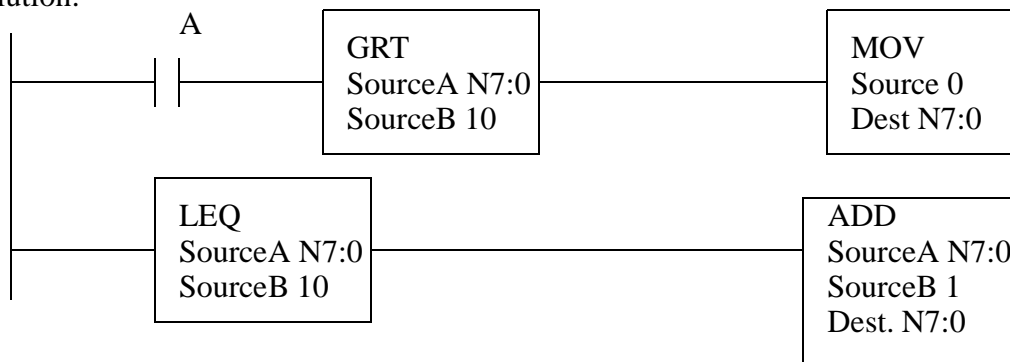 A
GRT
SourceA N7:0
SourceB 10
MOV
Source 0
Dest N7:0
LEQ
SourceA N7:0
SourceB 10
ADD
SourceA N7:0
SourceB 1
Dest. N7:0